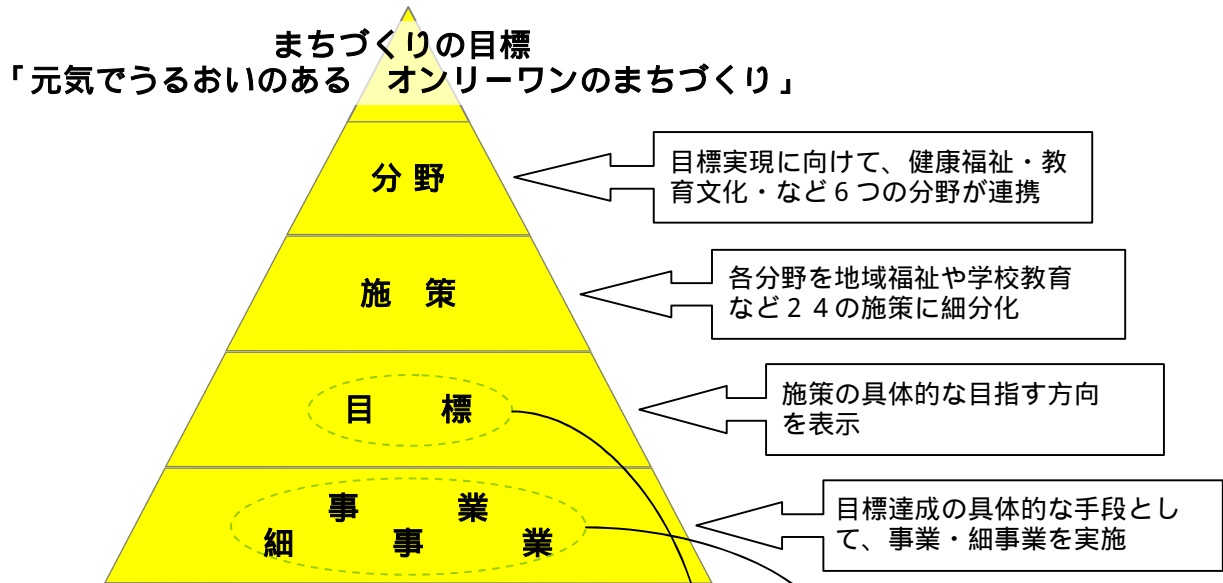 まちづくりの目標
「元気でうるおいのある　オンリーワンのまちづくり」
分 野
目標実現に向けて、健康福祉・教
育文化・など６つの分野が連携
施　策
各分野を地域福祉や学校教育
など２４の施策に細分化
目　　標
施策の具体的な目指す方向
を表示
事　　　業
細　　　事　　　業
目標達成の具体的な手段とし
て、事業・細事業を実施